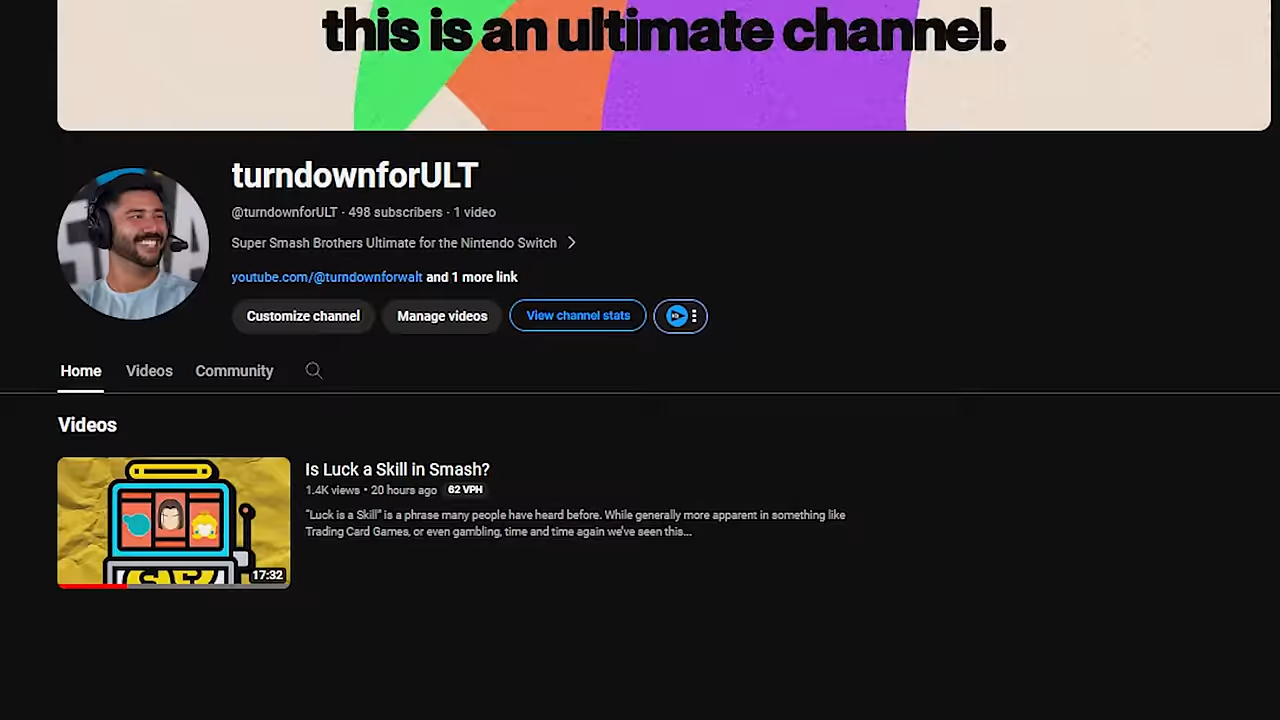 this is an ultimate channel.
turndownforULT
@turndownforULT · 498 subscribers · 1 video
Super Smash Brothers Ultimate for the Nintendo Switch
youtube.com/@turndownforwalt and 1 more link
Customize channel
Manage videos
View channel stats
Home
Videos
Community
Videos
Is Luck a Skill in Smash?
1.4K views • 20 hours ago
62 VPH
"Luck is a Skill" is a phrase many people have heard before. While generally more apparent in something like
Trading Card Games, or even gambling, time and time again we've seen this...
17:32